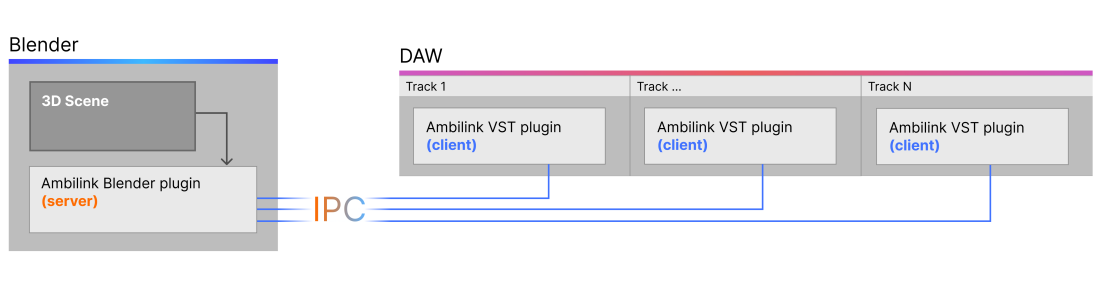 Blender
3D Scene
Ambilink Blender plugin
(server)
IPC
DAW
Track 1
Ambilink VST plugin
(client)
Track ...
Ambilink VST plugin
(client)
Track N
Ambilink VST plugin
(client)